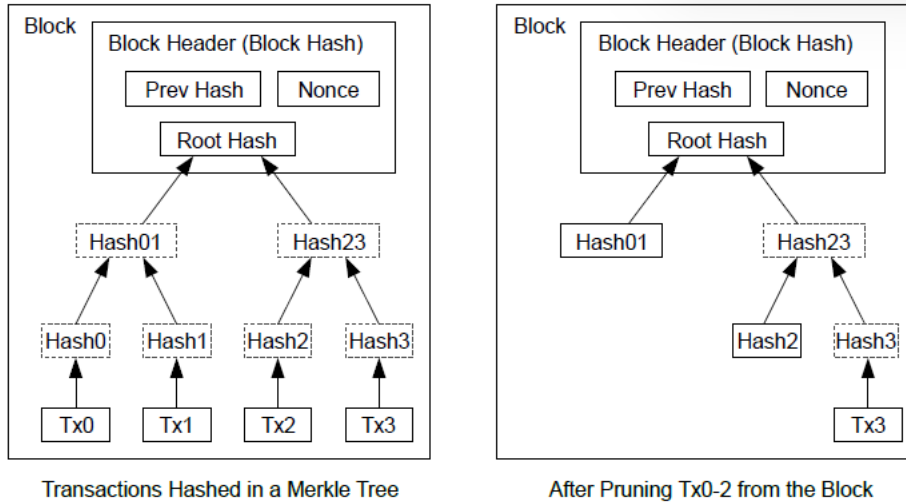 Block
Block Header (Block Hash)
Prev Hash
Nonce
Root Hash
Hash01
Hash23
Hash0
Hash1
Hash2
Hash3
Tx0
Tx1
Tx2
Tx3
Transactions Hashed in a Merkle Tree
Block
Block Header (Block Hash)
Prev Hash
Nonce
Root Hash
Hash01
Hash23
Hash2
Hash3
Tx3
After Pruning Tx0-2 from the Block